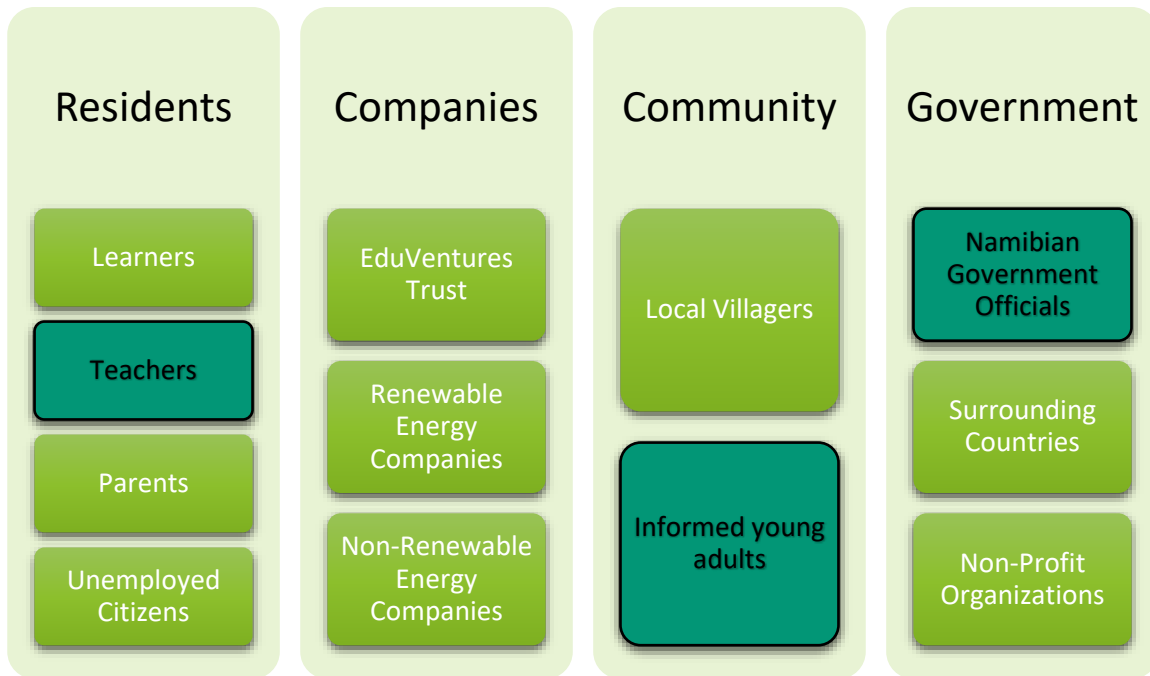 Residents
Learners
Teachers
Parents
Unemployed
Citizens
Companies
EduVentures
Trust
Renewable
Energy
Companies
Non-Renewable
Energy
Companies
Community
Local Villagers
Informed young
adults
Government
Namibian
Government
Officials
Surrounding
Countries
Non-Profit
Organizations